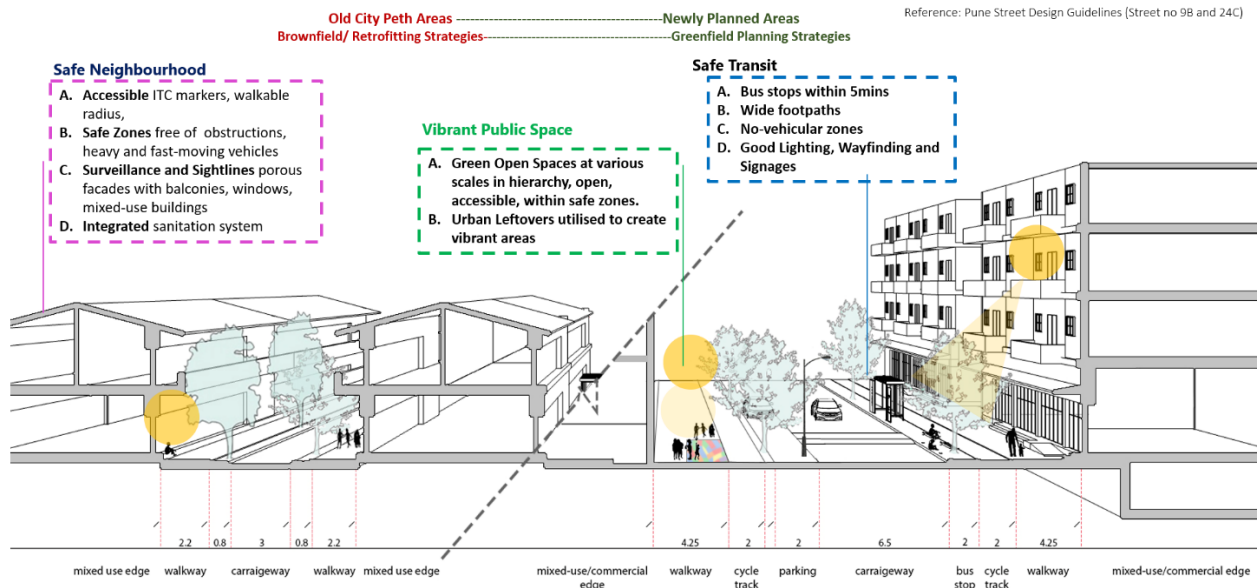 Reference: Pune Street Design Guidelines (Street no 9B and 24C)
Old City Peth Areas ------------------------------------Newly Planned Areas
Brownfield/ Retrofitting Strategies--------------------------------Greenfield Planning Strategies
Safe Neighbourhood
A. Accessible ITC markers, walkable
radius,
B. Safe Zones free of obstructions,
heavy and fast-moving vehicles
C. Surveillance and Sightlines porous
facades with balconies, windows,
mixed-use buildings
D. Integrated sanitation system
Vibrant Public Space
A. Green Open Spaces at various
scales in hierarchy, open,
accessible, within safe zones.
B. Urban Leftovers utilised to create
vibrant areas
Safe Transit
A. Bus stops within 5mins
B. Wide footpaths
C. No-vehicular zones
D. Good Lighting, Wayfinding and
Signages
2.2 0.8 3 0.8 2.2 4.25 2 2 6.5 2 2 4.25
mixed use edge walkway carraigeway walkway mixed use edge mixed-use/commercial
edge walkway cycle
track parking carraigeway bus
stop cycle
track walkway mixed-use/commercial
edge